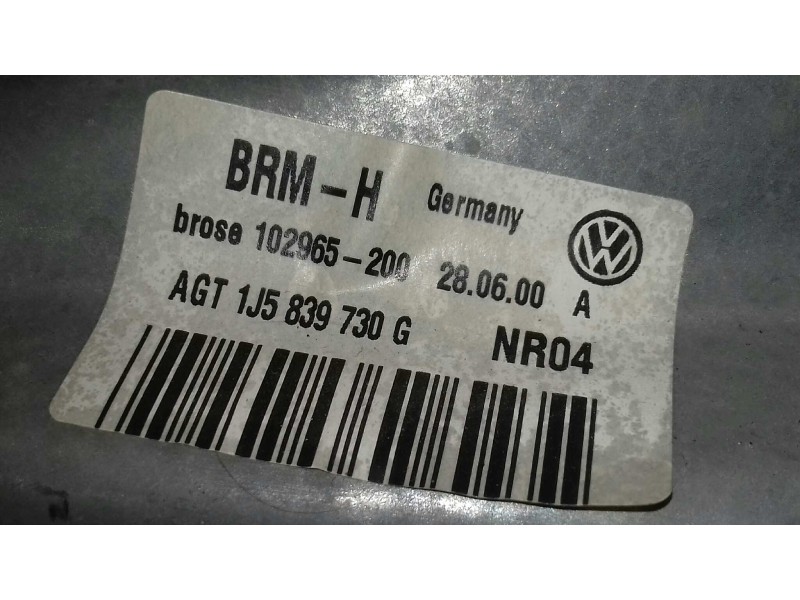 BRM-H Germany
brose 102965-200 28.06.00 A
AGT 1J5 839 730 G NR04